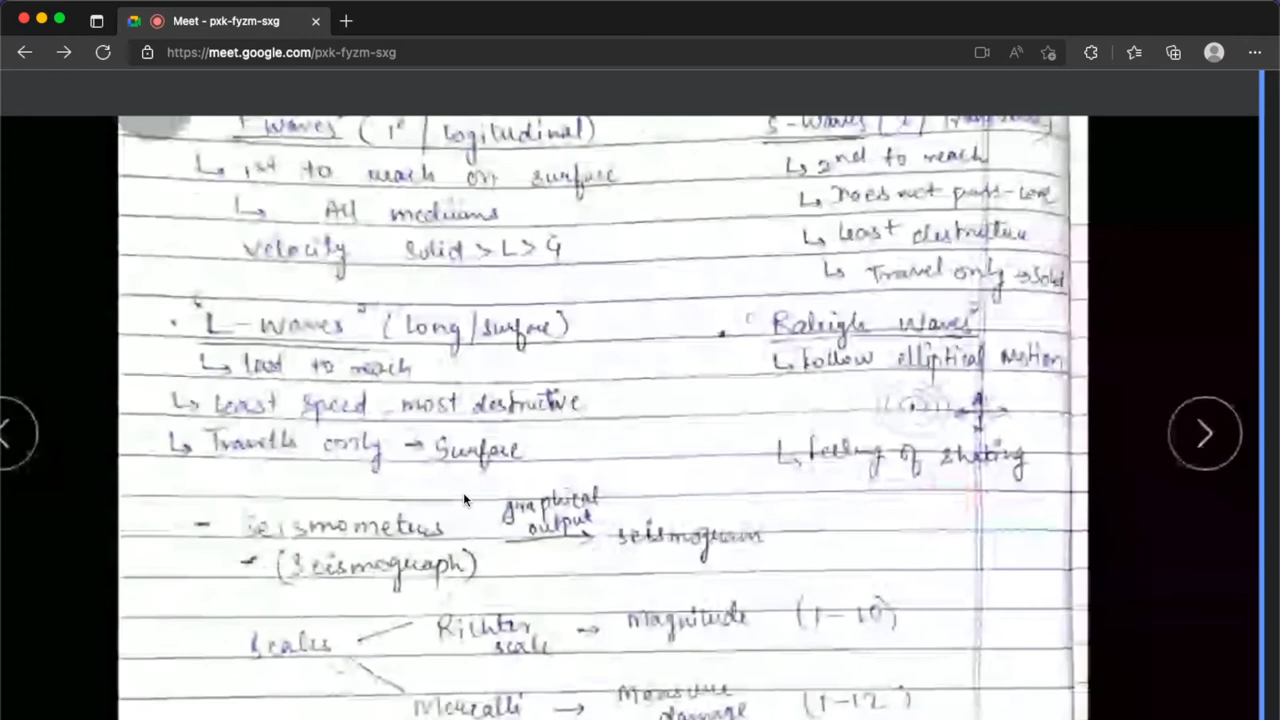 Meet - pxk-fyzm-sxg
https://meet.google.com/pxk-fyzm-sxg
P waves" (1° / Logitudinal)
S-Waves
↳ 1st to reach on surface
↳ 2nd to reach
↳ All mediums
↳ Does not pass-core
velocity solid > L > G
↳ Least destructive
↳ Travel only → Solid
• "L-Waves" (Long/surface)
• "Raleigh Waves"
↳ last to reach
↳ follow elliptical Motion
↳ Least speed most destructive
↳ Travells only → Surface
↳ feeling of shaking
- Seismometers graphical output → seismogram
- (Seismograph)
Scales
Richter scale → Magnitude (1-10)
Mercalli → Measure damage (1-12)